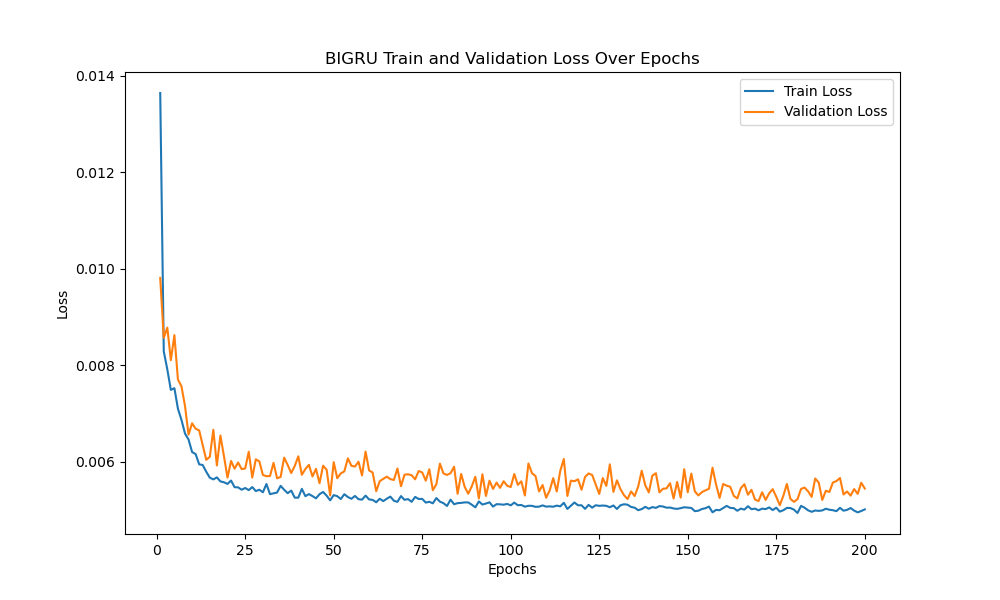 BIGRU Train and Validation Loss Over Epochs
0.014
0.012
0.010
0.008
0.006
Loss
Train Loss
Validation Loss
0 25 50 75 100 125 150 175 200
Epochs